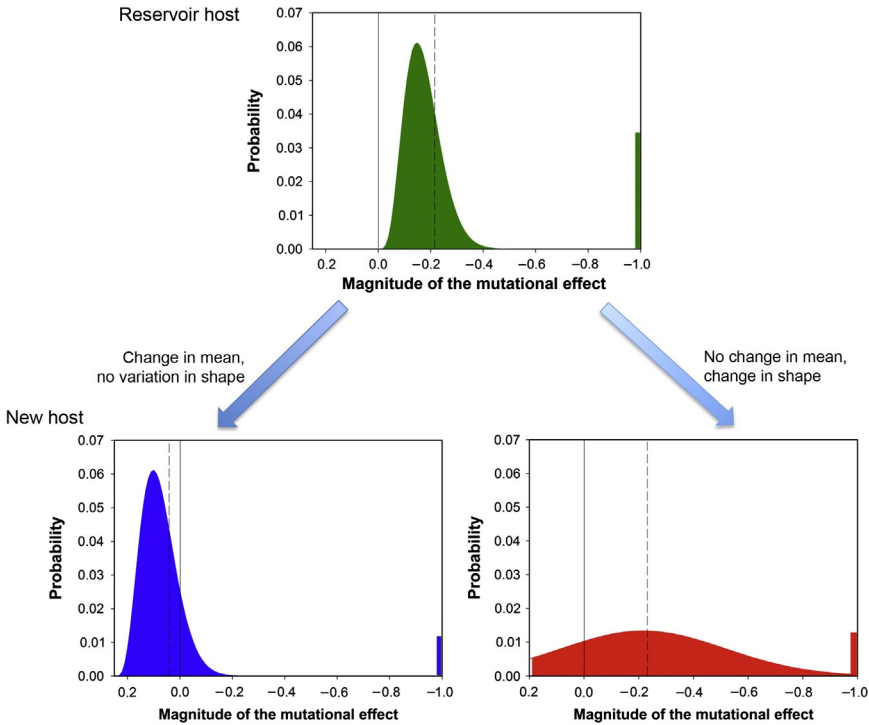 Reservoir host
0.07
0.06
0.05
0.04
0.03
0.02
0.01
0.00
Probability
0.2 0.0 –0.2 –0.4 –0.6 –0.8 –1.0
Magnitude of the mutational effect
Change in mean,
no variation in shape
No change in mean,
change in shape
New host
0.07
0.06
0.05
0.04
0.03
0.02
0.01
0.00
Probability
0.2 0.0 –0.2 –0.4 –0.6 –0.8 –1.0
Magnitude of the mutational effect
0.07
0.06
0.05
0.04
0.03
0.02
0.01
0.00
Probability
0.2 0.0 –0.2 –0.4 –0.6 –0.8 –1.0
Magnitude of the mutational effect